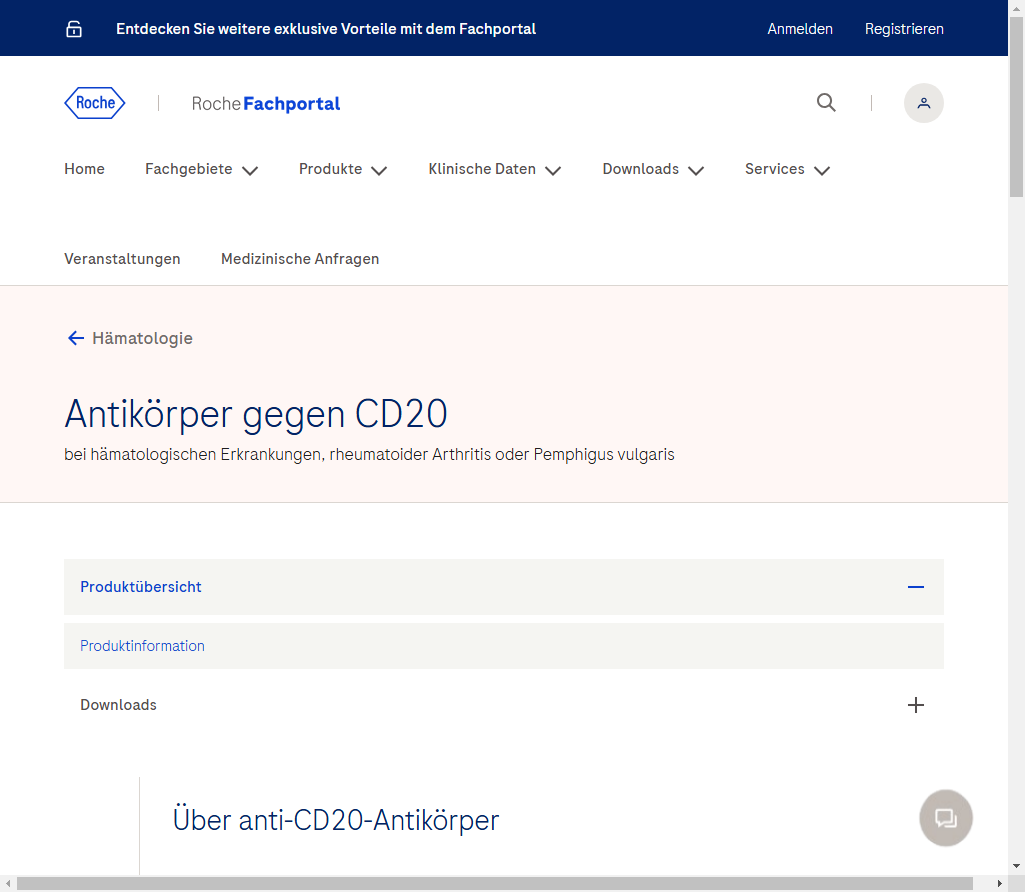 Entdecken Sie weitere exklusive Vorteile mit dem Fachportal
Anmelden
Registrieren
Roche
Roche Fachportal
Home
Fachgebiete
Produkte
Klinische Daten
Downloads
Services
Veranstaltungen
Medizinische Anfragen
Hämatologie
Antikörper gegen CD20
bei hämatologischen Erkrankungen, rheumatoider Arthritis oder Pemphigus vulgaris
Produktübersicht
Produktinformation
Downloads
Über anti-CD20-Antikörper